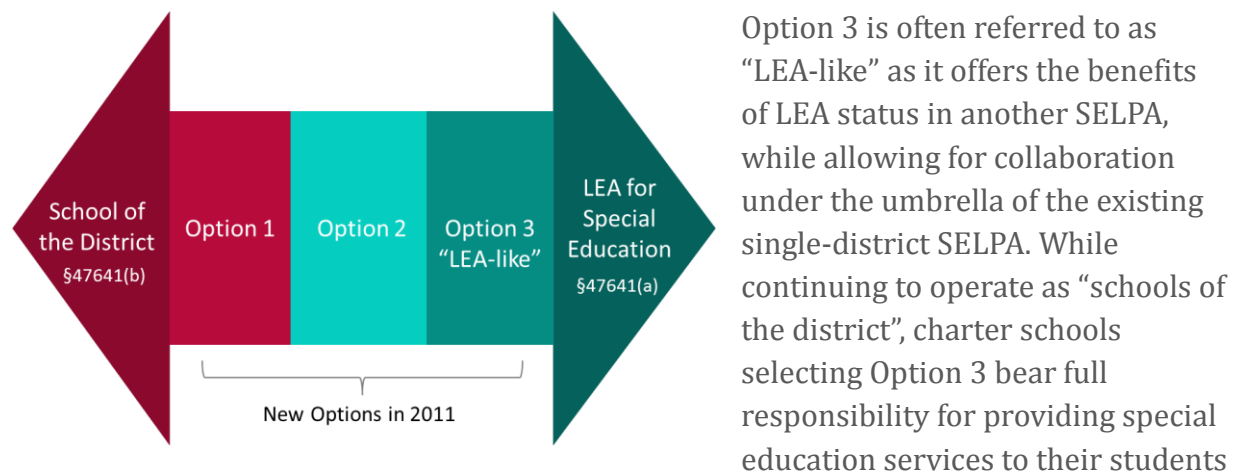 School of
the District
§47641(b)
Option 1
Option 2
Option 3
“LEA-like”
LEA for
Special
Education
§47641(a)
New Options in 2011
Option 3 is often referred to as
“LEA-like” as it offers the benefits
of LEA status in another SELPA,
while allowing for collaboration
under the umbrella of the existing
single-district SELPA. While
continuing to operate as “schools of
the district”, charter schools
selecting Option 3 bear full
responsibility for providing special
education services to their students